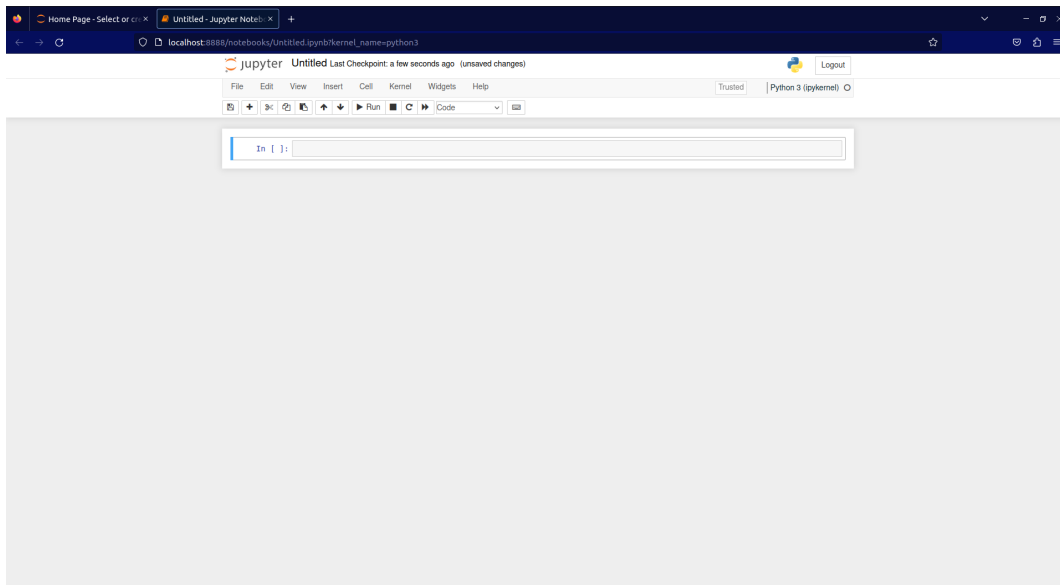 Home Page - Select or cre
Untitled - Jupyter Notebo
localhost:8888/notebooks/Untitled.ipynb?kernel_name=python3
jupyter Untitled Last Checkpoint: a few seconds ago (unsaved changes)
Logout
File Edit View Insert Cell Kernel Widgets Help
Trusted
Python 3 (ipykernel)
Run
Code
In [ ]: